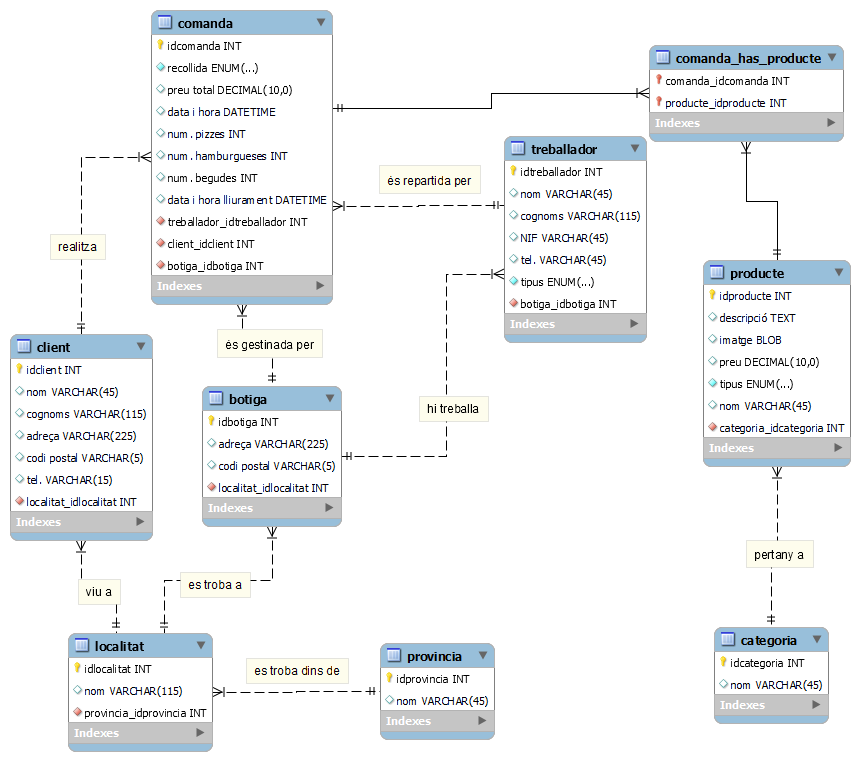 comanda
idcomanda INT
recollida ENUM(...)
preu total DECIMAL(10,0)
data i hora DATETIME
num. pizzes INT
num. hamburgueses INT
num. begudes INT
data i hora lliurament DATETIME
treballador_idtreballador INT
client_idclient INT
botiga_idbotiga INT
Indexes
comanda_has_producte
comanda_idcomanda INT
producte_idproducte INT
Indexes
treballador
idtreballador INT
nom VARCHAR(45)
cognoms VARCHAR(115)
NIF VARCHAR(45)
tel. VARCHAR(45)
tipus ENUM(...)
botiga_idbotiga INT
Indexes
és repartida per
realitza
és gestinada per
hi treballa
producte
idproducte INT
descripció TEXT
imatge BLOB
preu DECIMAL(10,0)
tipus ENUM(...)
nom VARCHAR(45)
categoria_idcategoria INT
Indexes
client
idclient INT
nom VARCHAR(45)
cognoms VARCHAR(115)
adreça VARCHAR(225)
codi postal VARCHAR(5)
tel. VARCHAR(15)
localitat_idlocalitat INT
Indexes
botiga
idbotiga INT
adreça VARCHAR(225)
codi postal VARCHAR(5)
localitat_idlocalitat INT
Indexes
viu a
es troba a
pertany a
localitat
idlocalitat INT
nom VARCHAR(115)
provincia_idprovincia INT
Indexes
es troba dins de
provincia
idprovincia INT
nom VARCHAR(45)
Indexes
categoria
idcategoria INT
nom VARCHAR(45)
Indexes